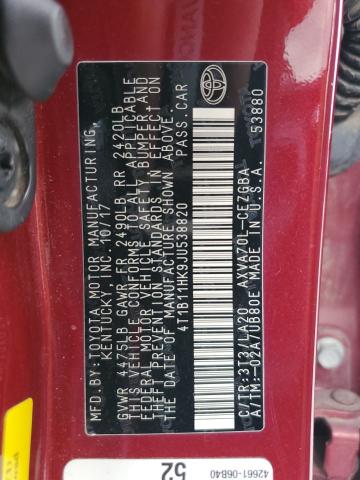 MFD.BY: TOYOTA MOTOR MANUFACTURING,
KENTUCKY, INC. 10/17
GVWR 4475LB GAWR FR 2490LB RR 2420LB
THIS VEHICLE CONFORMS TO ALL APPLICABLE
FEDERAL MOTOR VEHICLE SAFETY, BUMPER, AND
THEFT PREVENTION STANDARDS IN EFFECT ON
THE DATE OF MANUFACTURE SHOWN ABOVE.
4T1B11HK9JU538820 PASS.CAR
C/TR:3T3/LA20 AXVA70L-CEZGBA
A/TM:-02A/UB80E MADE IN U.S.A. 53880
TOYOTA
42661-06B40
52